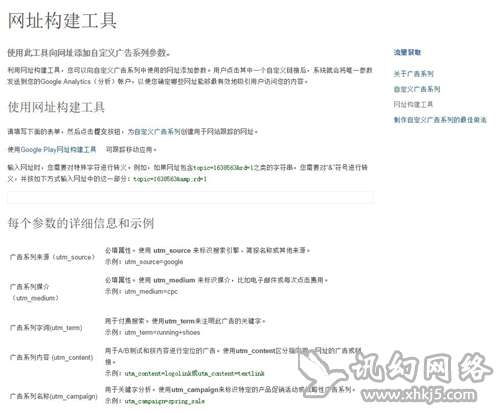 网址构建工具
使用此工具向网址添加自定义广告系列参数。
利用网址构建工具，您可以向自定义广告系列中使用的网址添加参数。用户点击其中一个自定义链接后，系统就会将唯一参数
发送到您的Google Analytics（分析）帐户，以便您确定哪些网址能够最有效地吸引用户访问您的内容。
流量获取
关于广告系列
自定义广告系列
网址构建工具
制作自定义广告系列的最佳做法
使用网址构建工具
请填写下面的表单，然后点击提交按钮，为自定义广告系列创建用于网站跟踪的网址。
使用Google Play网址构建工具 可跟踪移动应用。
输入网址时，您需要对特殊字符进行转义。例如，如果网址包含topic=1638563&rd=1之类的字符串，您需要对“&”符号进行转
义，并按如下方式输入网址中的这一部分：topic=1638563&amp;rd=1
每个参数的详细信息和示例
广告系列来源（utm_source）
必填属性。使用 utm_source 来标识搜索引擎、简报名称或其他来源。
示例：utm_source=google
广告系列媒介
（utm_medium）
必填属性。使用 utm_medium 来标识媒介，比如电子邮件或每次点击费用。
示例：utm_medium=cpc
广告系列字词(utm_term)
用于付费搜索。使用utm_term来注明此广告的关键字。
示例：utm_term=running+shoes
广告系列内容 (utm_content)
用于A/B测试和按内容进行定位的广告。使用utm_content区分指向同一网址的广告或链
接。
示例：utm_content=logolink或utm_content=textlink
广告系列名称(utm_campaign)
用于关键字分析。使用utm_campaign来标识特定的产品促销活动或战略性广告系列。
示例：utm_campaign=spring_sale
讯幻网络
www.xhkj5.com